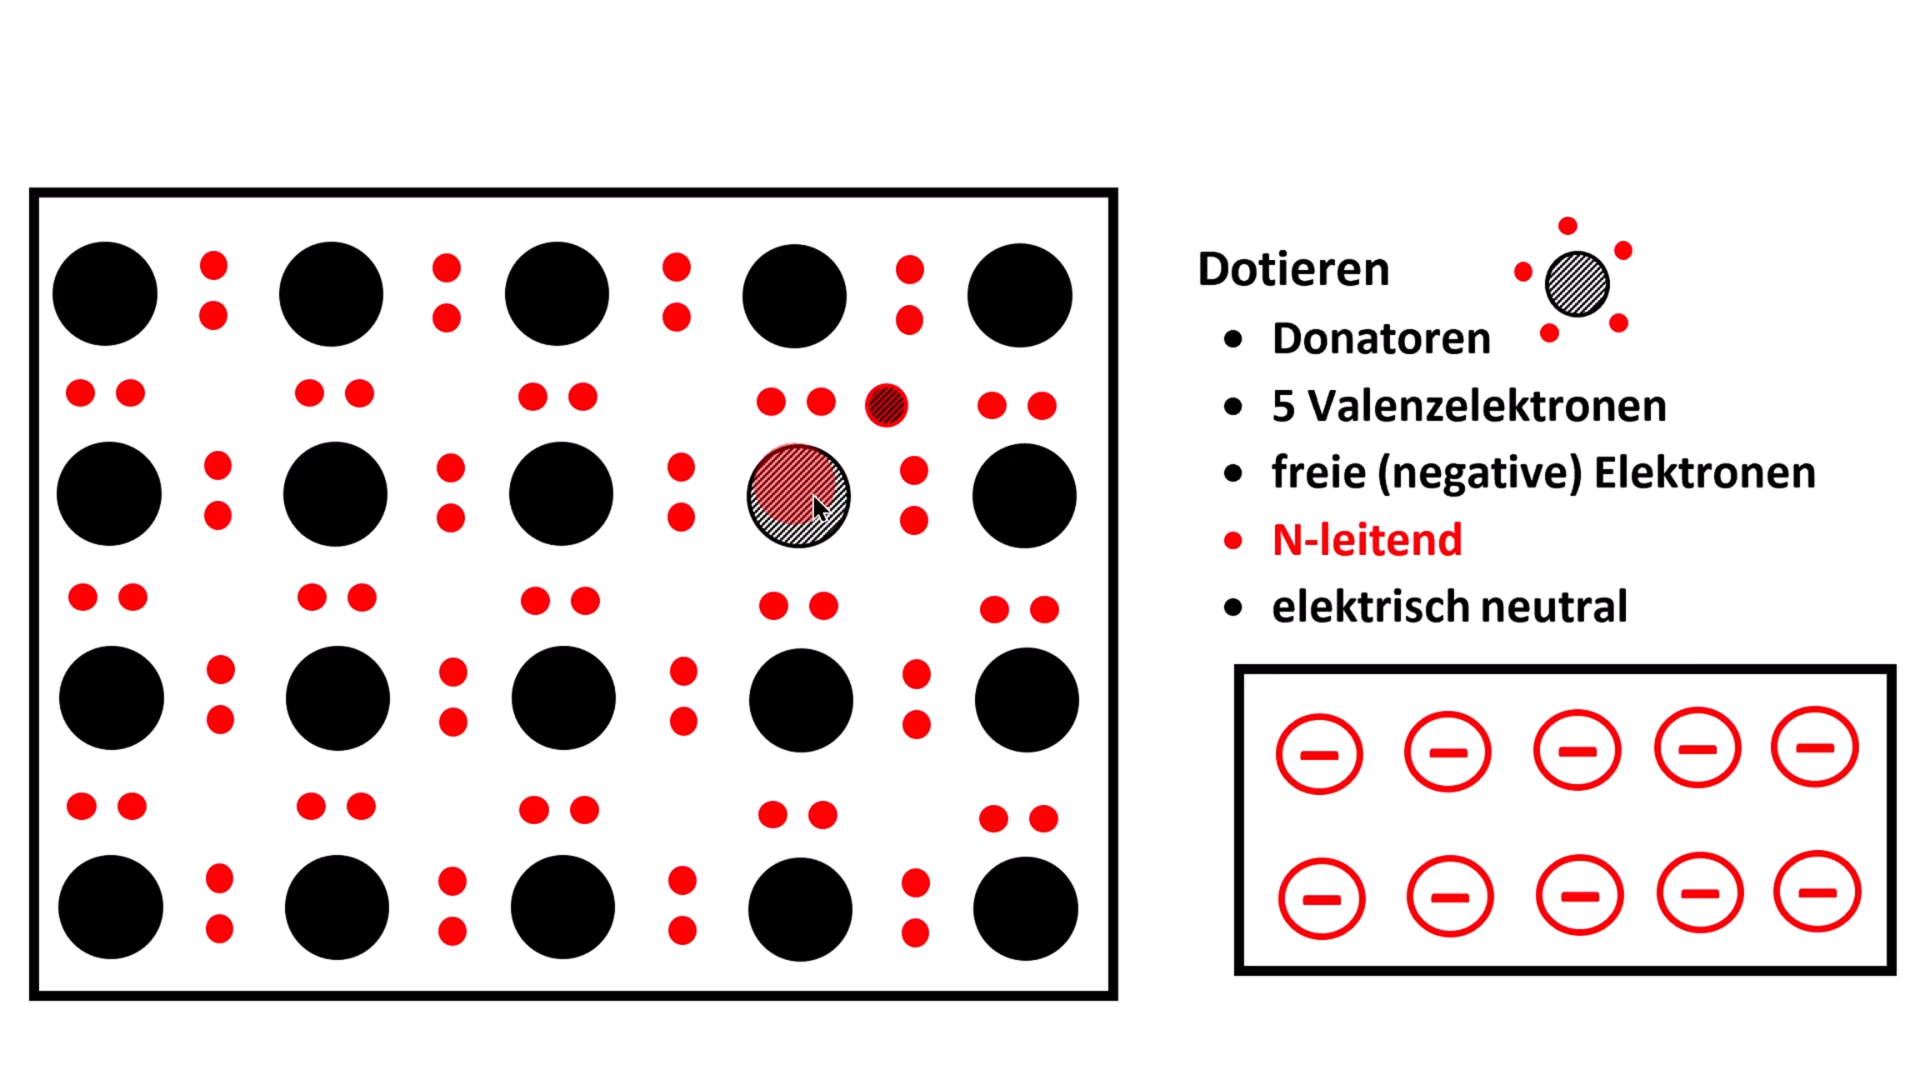 Dotieren
• Donatoren
• 5 Valenzelektronen
• freie (negative) Elektronen
• N-leitend
• elektrisch neutral